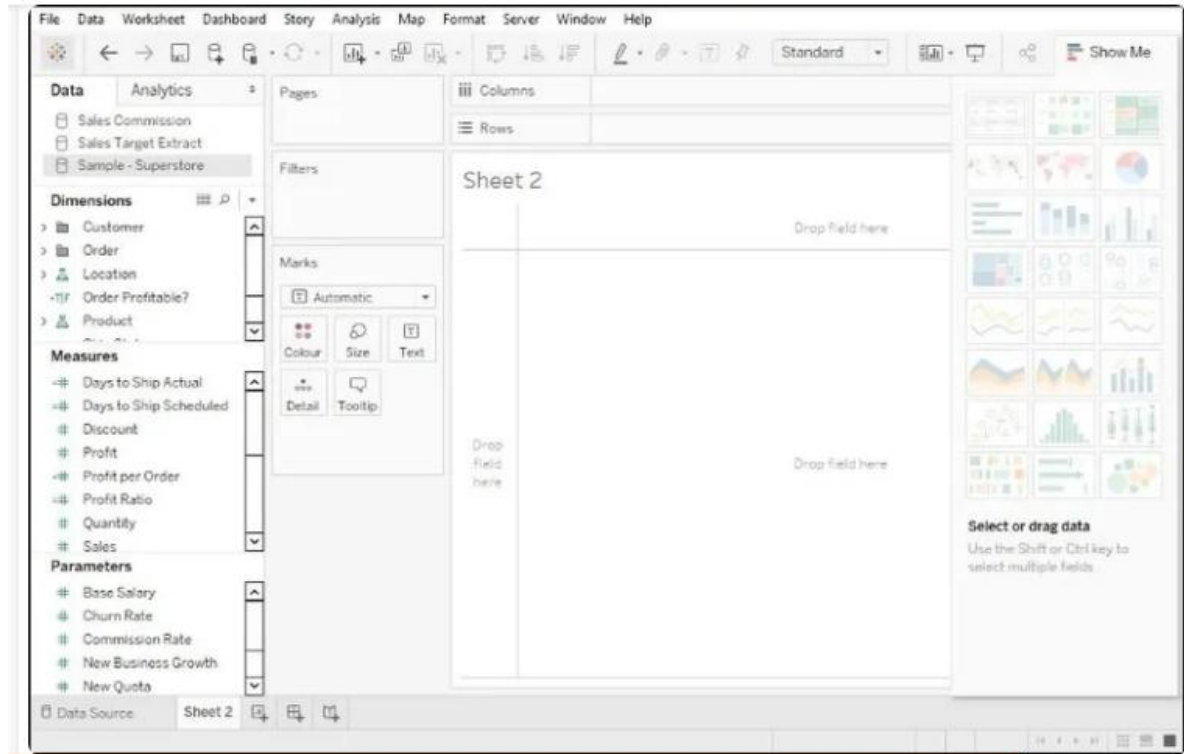 File Data Worksheet Dashboard Story Analysis Map Format Server Window Help
Standard
Show Me
Data Analytics
Sales Commission
Sales Target Extract
Sample - Superstore
Dimensions
Customer
Order
Location
Order Profitable?
Product
Measures
Days to Ship Actual
Days to Ship Scheduled
Discount
Profit
Profit per Order
Profit Ratio
Quantity
Sales
Parameters
Base Salary
Churn Rate
Commission Rate
New Business Growth
New Quota
Pages
Filters
Marks
Automatic
Colour Size Text
Detail Tooltip
Columns
Rows
Sheet 2
Drop field here
Drop
field
here
Drop field here
Select or drag data
Use the Shift or Ctrl key to
select multiple fields
Data Source Sheet 2